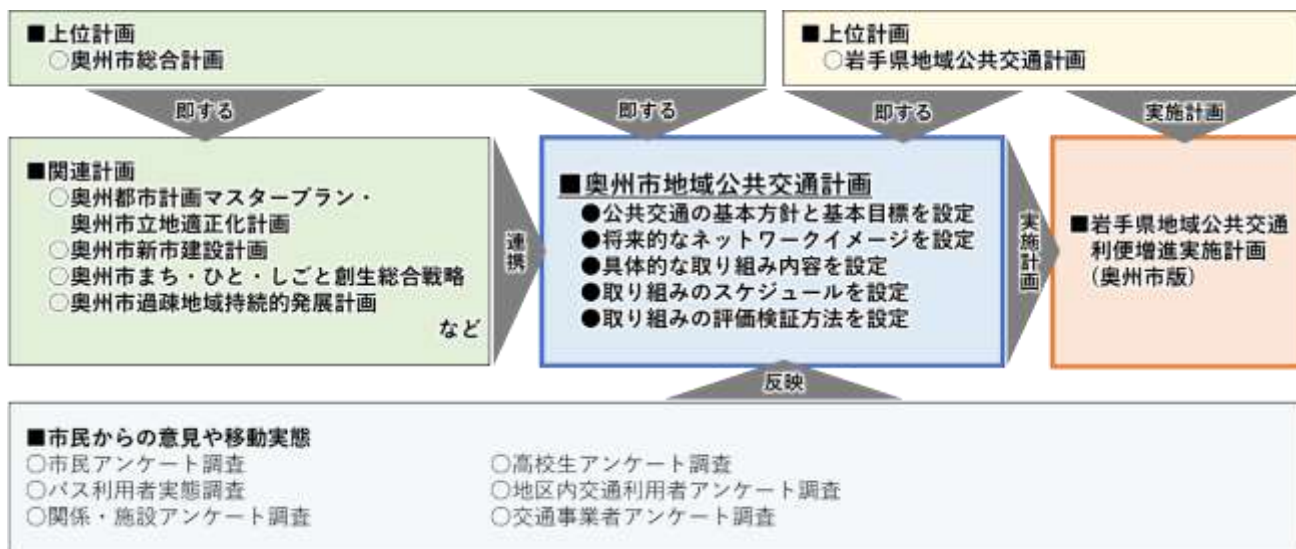 ■上位計画
○奥州市総合計画
■上位計画
○岩手県地域公共交通計画
即する
即する
即する
実施計画
■関連計画
○奥州都市計画マスタープラン・
奥州市立地適正化計画
○奥州市新市建設計画
○奥州市まち・ひと・しごと創生総合戦略
○奥州市過疎地域持続的発展計画
など
連携
■奥州市地域公共交通計画
●公共交通の基本方針と基本目標を設定
●将来的なネットワークイメージを設定
●具体的な取り組み内容を設定
●取り組みのスケジュールを設定
●取り組みの評価検証方法を設定
実施計画
■岩手県地域公共交通
利便増進実施計画
(奥州市版)
反映
■市民からの意見や移動実態
○市民アンケート調査
○バス利用者実態調査
○関係・施設アンケート調査
○高校生アンケート調査
○地区内交通利用者アンケート調査
○交通事業者アンケート調査